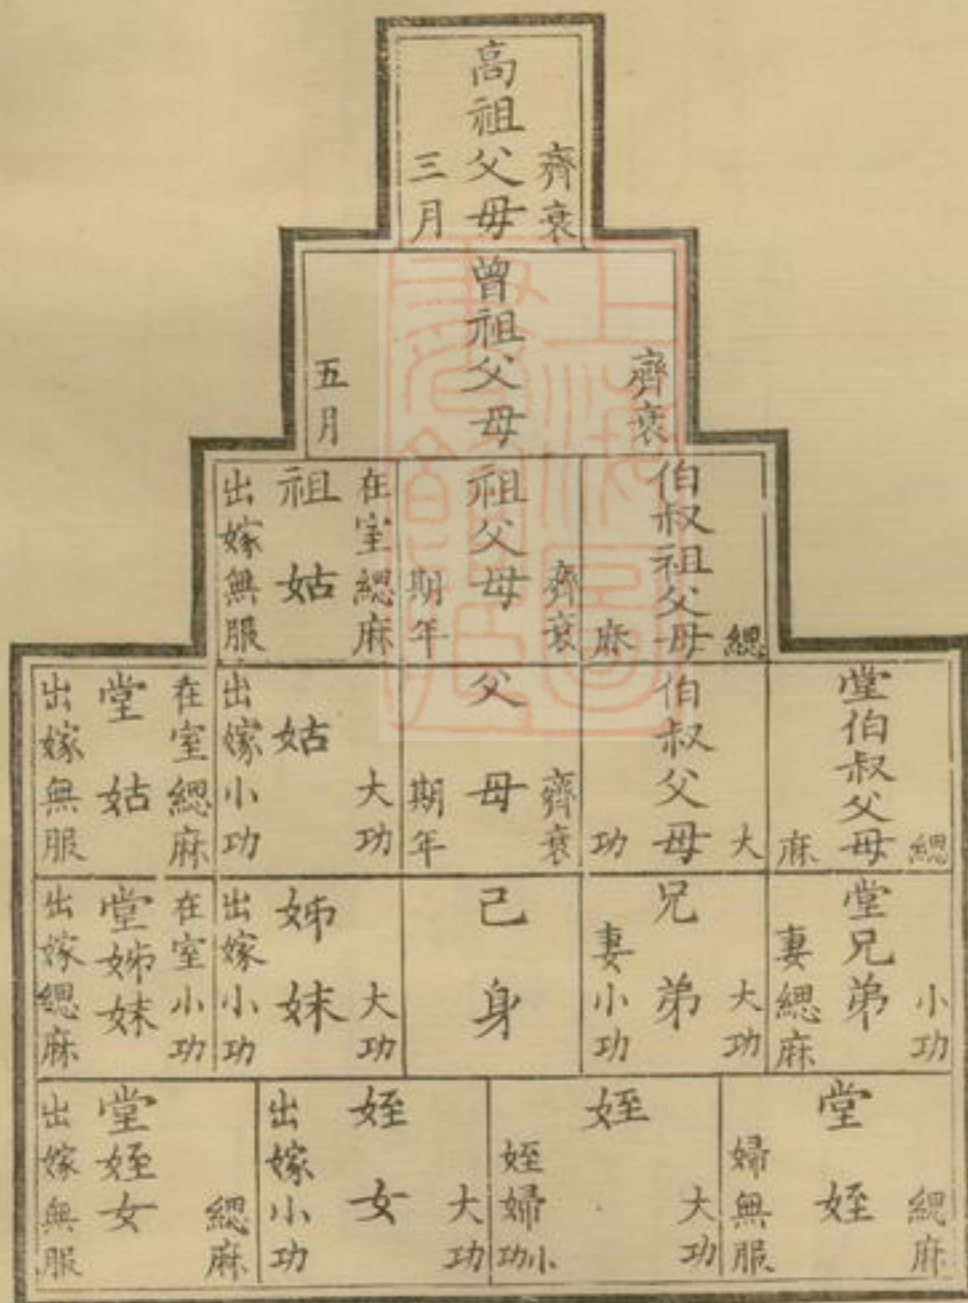 齊衰
高祖父母
三月
齊衰
曾祖父母
五月
緦
伯叔祖父母
麻
齊衰
祖父母
期年
在室緦麻
祖姑
出嫁無服
緦
堂伯叔父母
麻
大
伯叔父母
功
齊衰
父母
期年
大功
姑
出嫁小功
在室緦麻
堂姑
出嫁無服
小功
堂兄弟
妻緦麻
大功
兄弟
妻小功
己身
大功
姊妹
出嫁小功
在室小功
堂姊妹
出嫁緦麻
緦麻
堂姪
婦無服
大功
姪
姪婦小功
大功
姪女
出嫁小功
緦麻
堂姪女
出嫁無服
上海圖書館藏